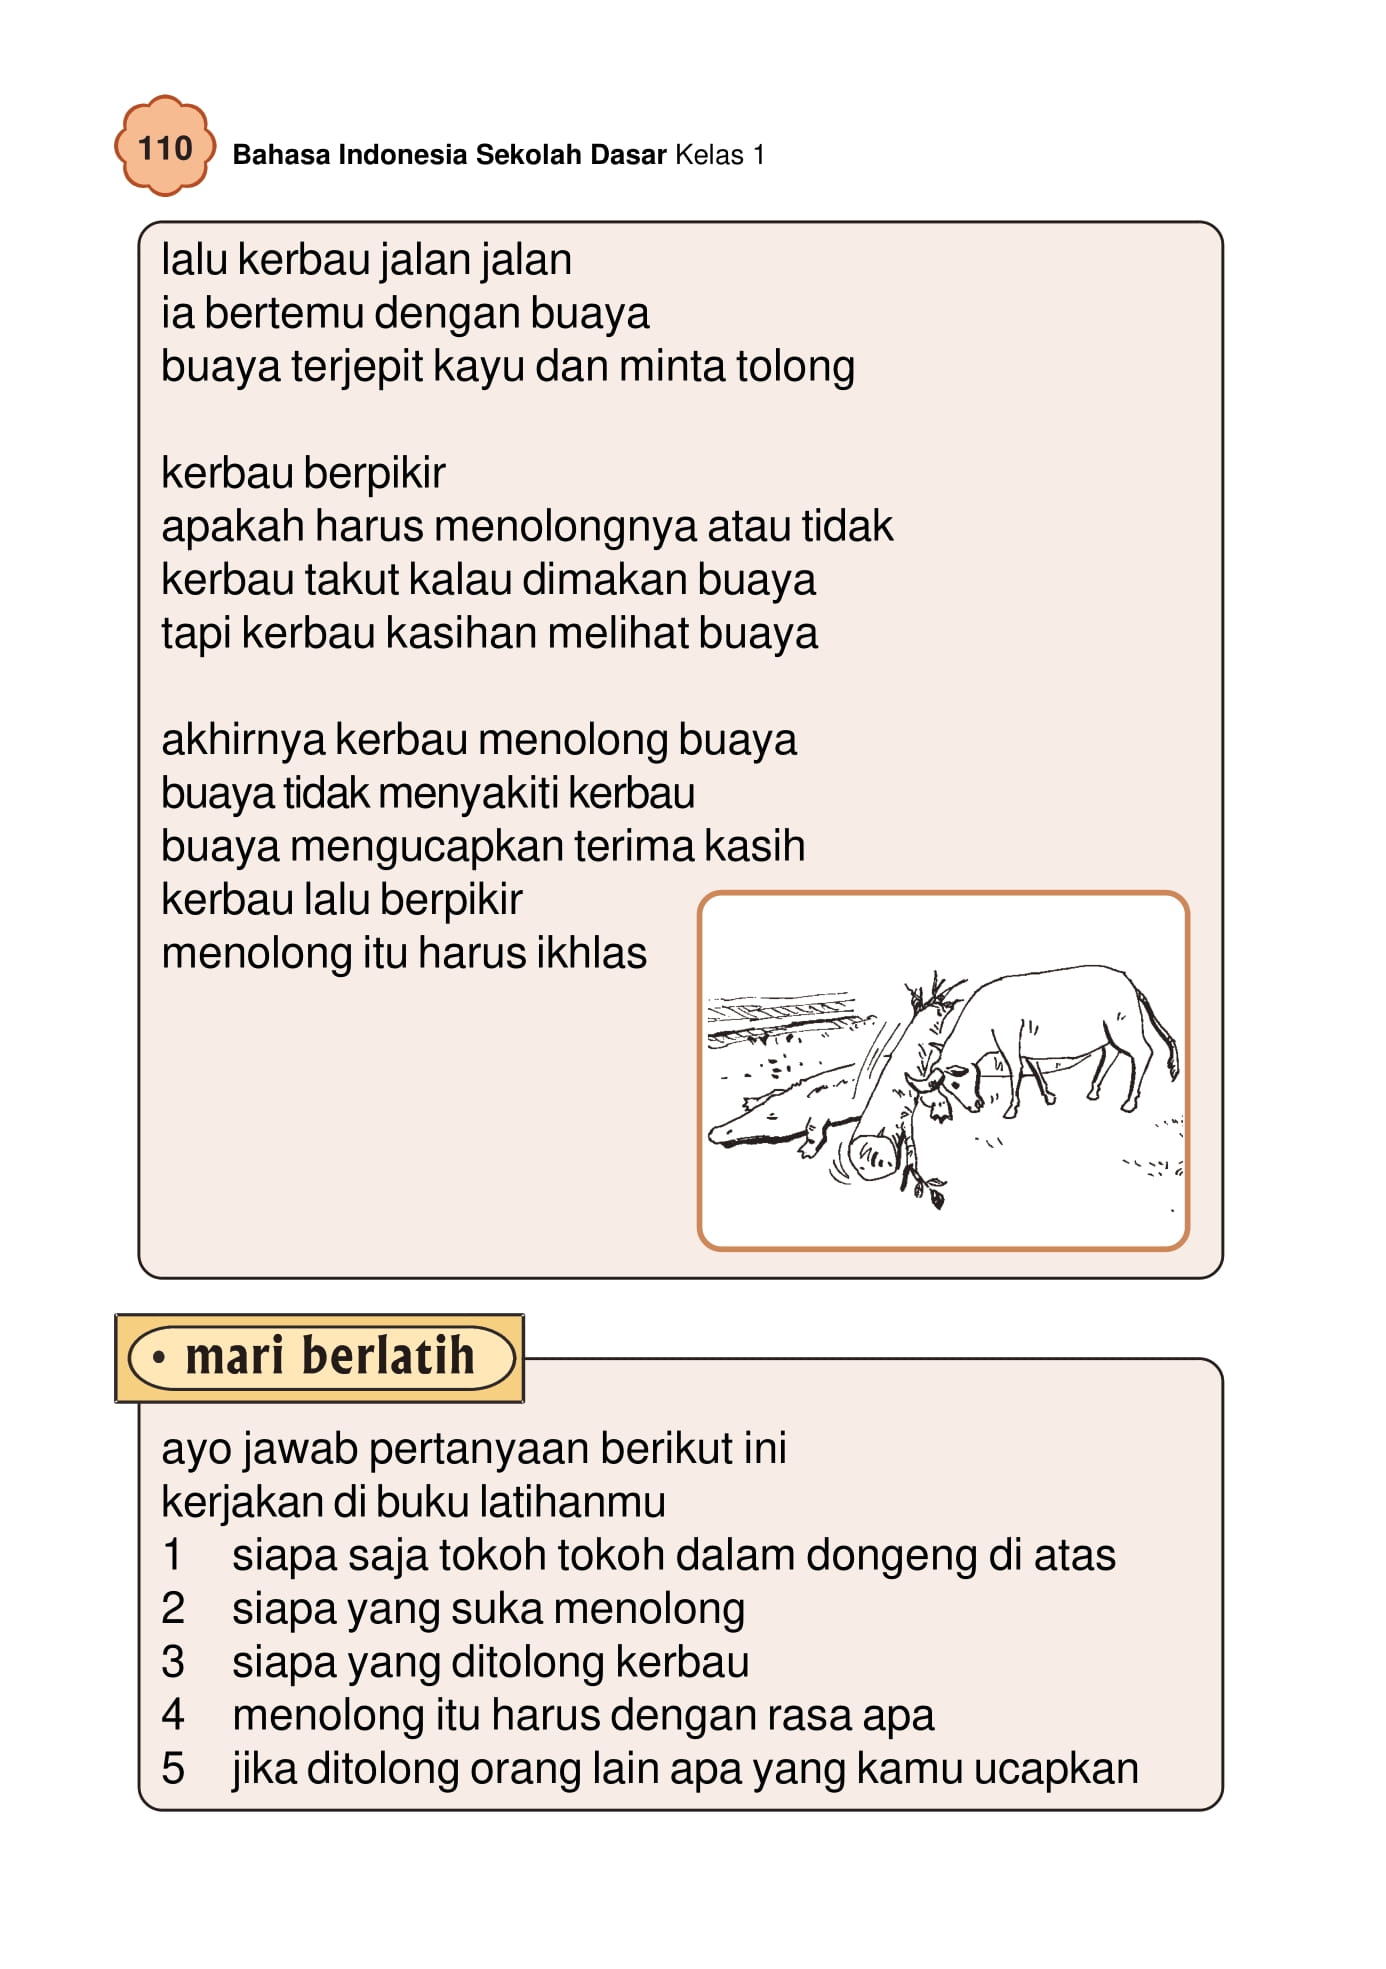 110
Bahasa Indonesia Sekolah Dasar Kelas 1
lalu kerbau jalan jalan
ia bertemu dengan buaya
buaya terjepit kayu dan minta tolong
kerbau berpikir
apakah harus menolongnya atau tidak
kerbau takut kalau dimakan buaya
tapi kerbau kasihan melihat buaya
akhirnya kerbau menolong buaya
buaya tidak menyakiti kerbau
buaya mengucapkan terima kasih
kerbau lalu berpikir
menolong itu harus ikhlas
• mari berlatih
ayo jawab pertanyaan berikut ini
kerjakan di buku latihanmu
1 siapa saja tokoh tokoh dalam dongeng di atas
2 siapa yang suka menolong
3 siapa yang ditolong kerbau
4 menolong itu harus dengan rasa apa
5 jika ditolong orang lain apa yang kamu ucapkan